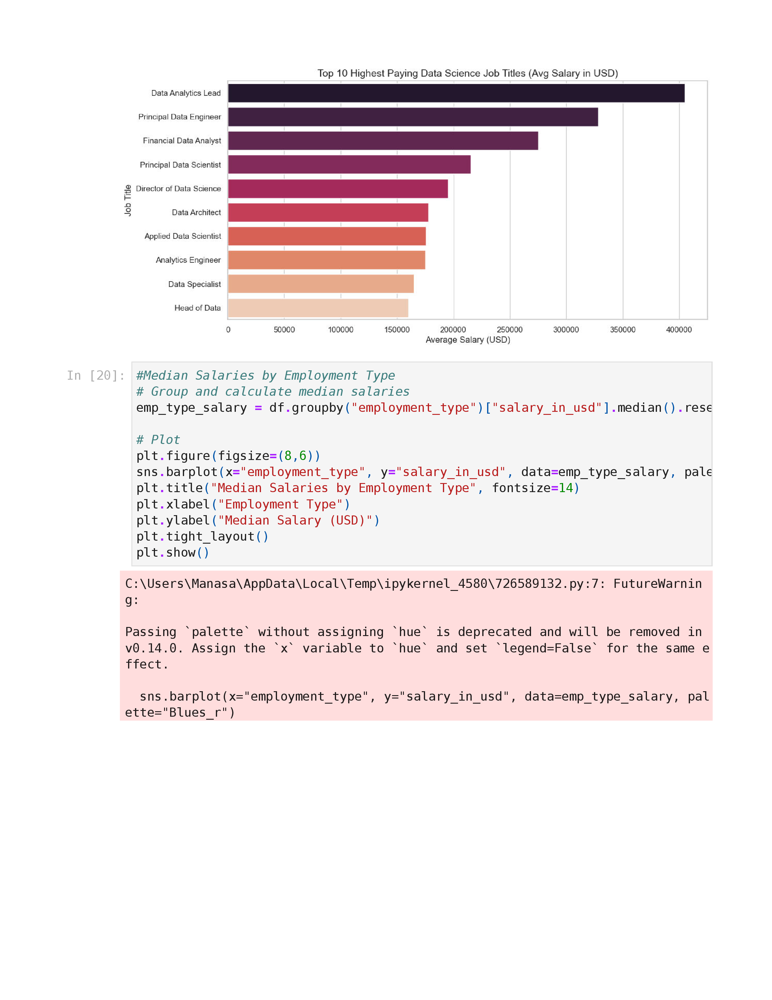 Top 10 Highest Paying Data Science Job Titles (Avg Salary in USD)
Job Title
Data Analytics Lead
Principal Data Engineer
Financial Data Analyst
Principal Data Scientist
Director of Data Science
Data Architect
Applied Data Scientist
Analytics Engineer
Data Specialist
Head of Data
0 50000 100000 150000 200000 250000 300000 350000 400000
Average Salary (USD)
In [20]:
#Median Salaries by Employment Type
# Group and calculate median salaries
emp_type_salary = df.groupby("employment_type")["salary_in_usd"].median().rese
# Plot
plt.figure(figsize=(8,6))
sns.barplot(x="employment_type", y="salary_in_usd", data=emp_type_salary, pale
plt.title("Median Salaries by Employment Type", fontsize=14)
plt.xlabel("Employment Type")
plt.ylabel("Median Salary (USD)")
plt.tight_layout()
plt.show()
C:\Users\Manasa\AppData\Local\Temp\ipykernel_4580\726589132.py:7: FutureWarnin
g:
Passing `palette` without assigning `hue` is deprecated and will be removed in
v0.14.0. Assign the `x` variable to `hue` and set `legend=False` for the same e
ffect.
  sns.barplot(x="employment_type", y="salary_in_usd", data=emp_type_salary, pal
ette="Blues_r")